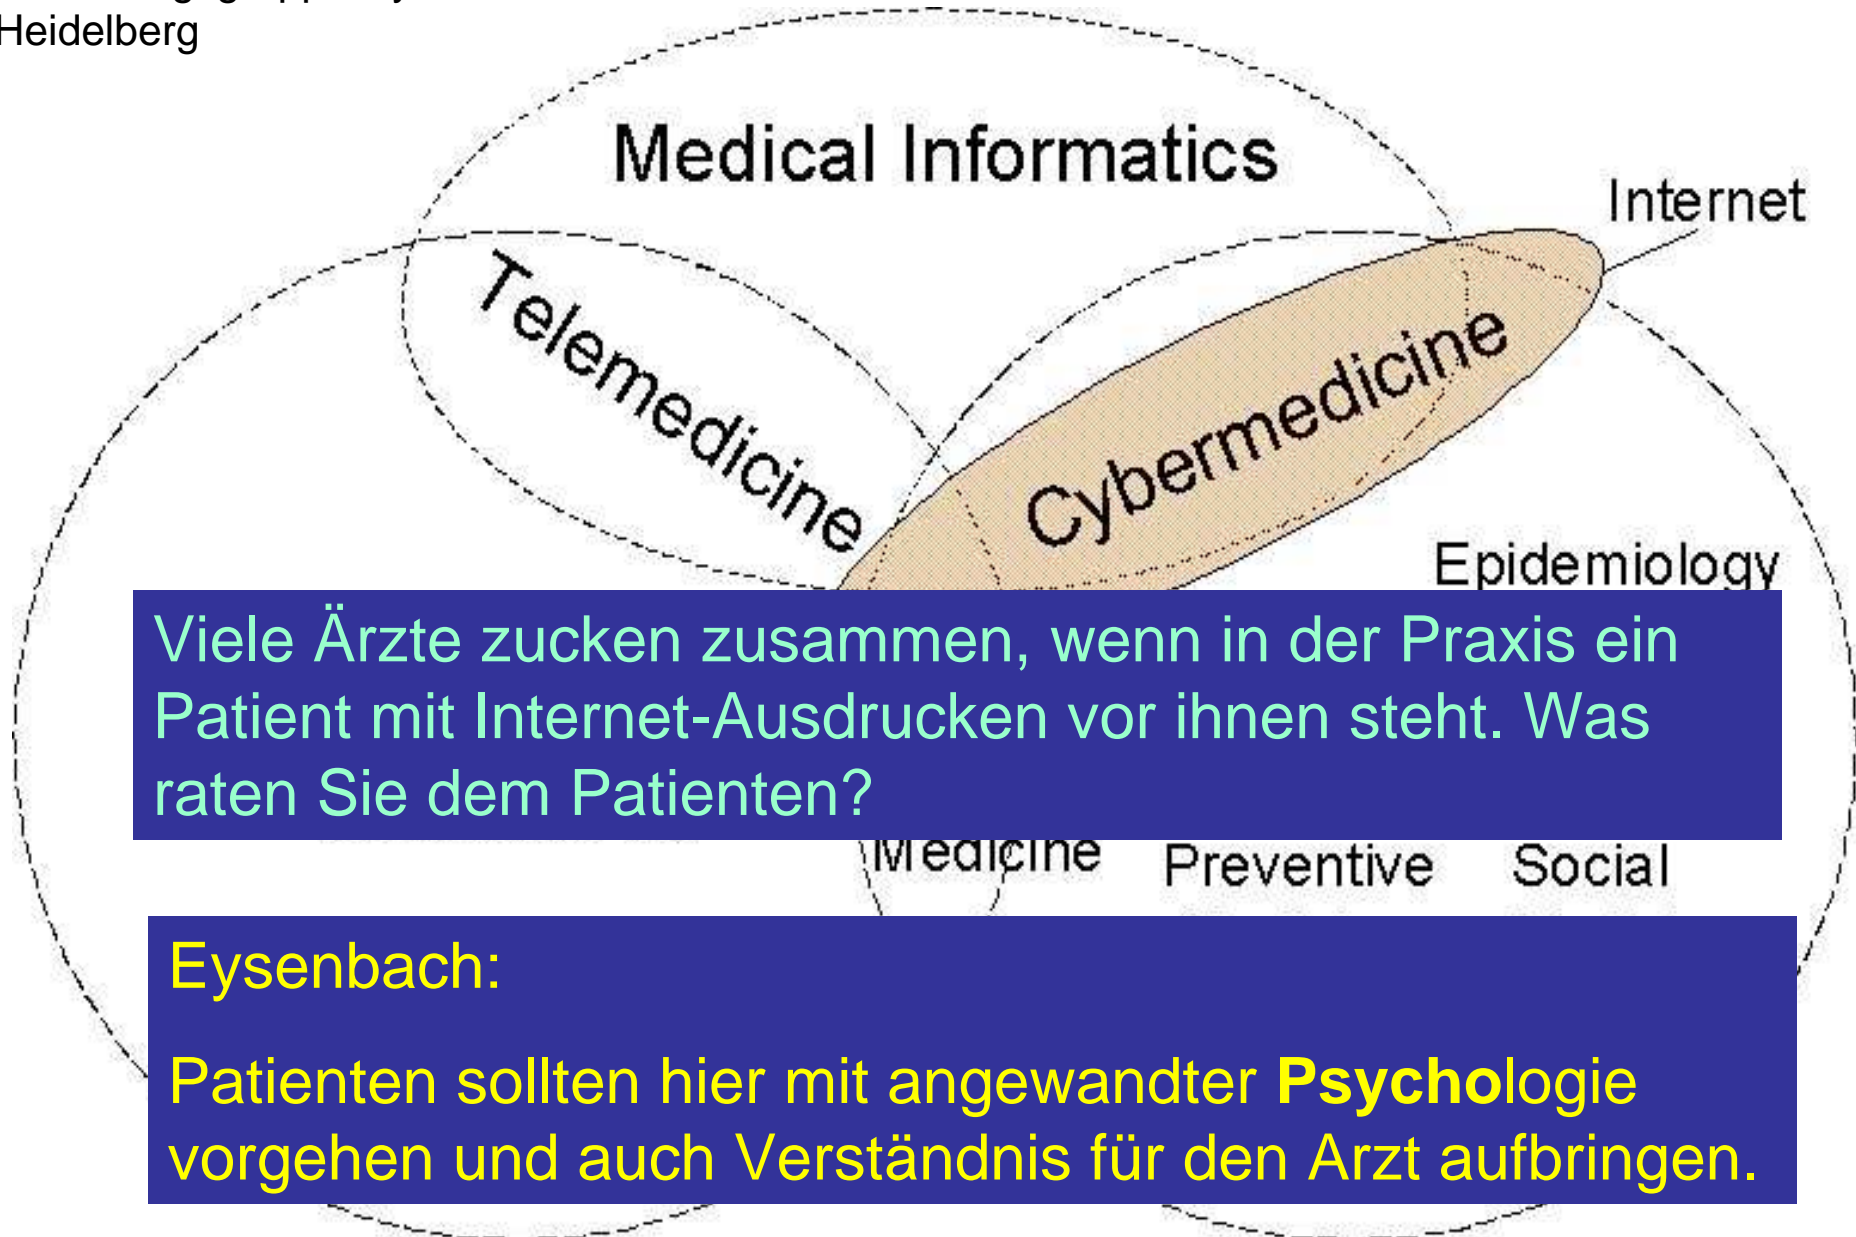 Heidelberg
Medical Informatics
Internet
Telemedicine
Cybermedicine
Epidemiology
Viele Ärzte zucken zusammen, wenn in der Praxis ein
Patient mit Internet-Ausdrucken vor ihnen steht. Was
raten Sie dem Patienten?
Medicine Preventive Social
Eysenbach:
Patienten sollten hier mit angewandter Psychologie
vorgehen und auch Verständnis für den Arzt aufbringen.